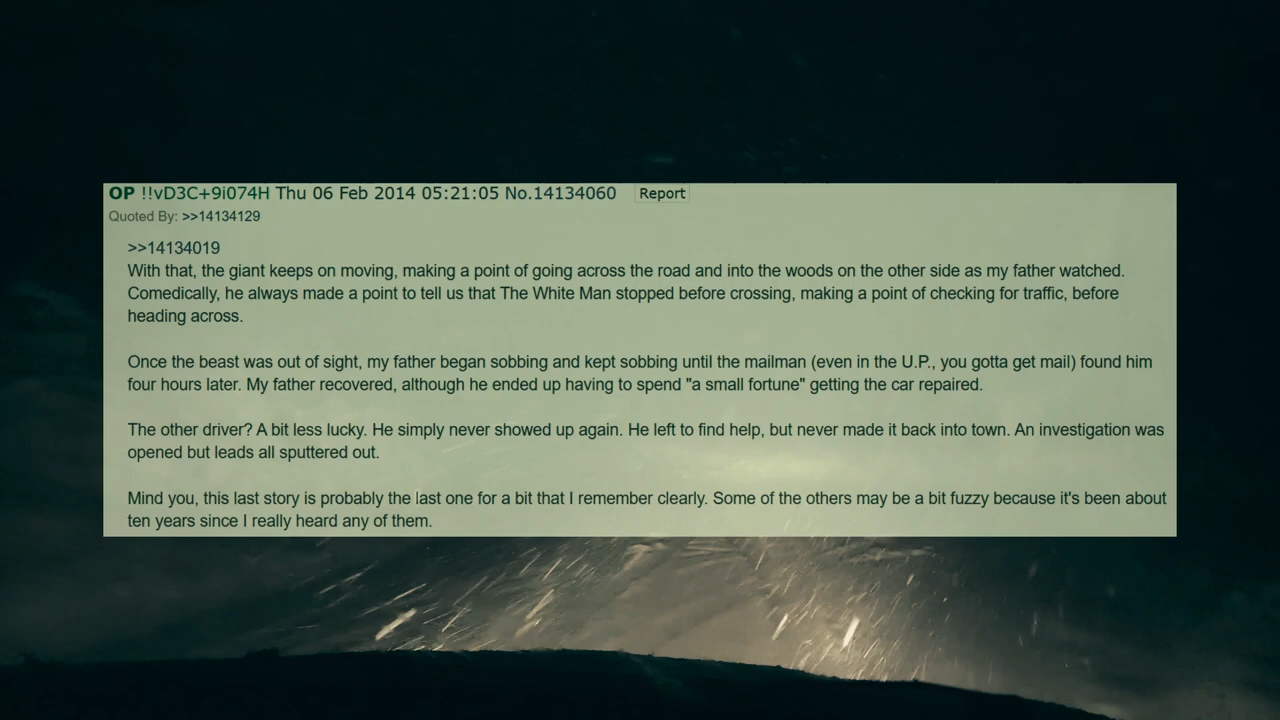 OP !!vD3C+9i074H Thu 06 Feb 2014 05:21:05 No.14134060 Report
Quoted By: >>14134129
>>14134019
With that, the giant keeps on moving, making a point of going across the road and into the woods on the other side as my father watched.
Comedically, he always made a point to tell us that The White Man stopped before crossing, making a point of checking for traffic, before
heading across.
Once the beast was out of sight, my father began sobbing and kept sobbing until the mailman (even in the U.P., you gotta get mail) found him
four hours later. My father recovered, although he ended up having to spend "a small fortune" getting the car repaired.
The other driver? A bit less lucky. He simply never showed up again. He left to find help, but never made it back into town. An investigation was
opened but leads all sputtered out.
Mind you, this last story is probably the last one for a bit that I remember clearly. Some of the others may be a bit fuzzy because it's been about
ten years since I really heard any of them.